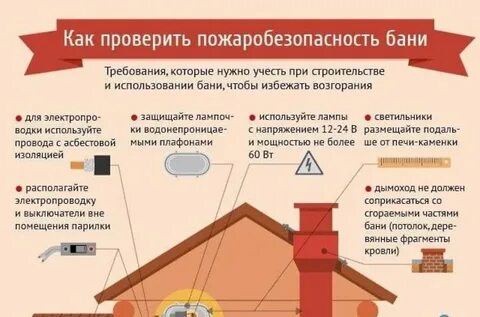 Как проверить пожаробезопасность бани
Требования, которые нужно учесть при строительстве
и использовании бани, чтобы избежать возгорания
для электропро-
водки используйте
провода с асбестовой
изоляцией
защищайте лампоч-
ки водонепроница-
емыми плафонами
используйте лампы
с напряжением 12-24 В
и мощностью не более
60 Вт
светильники
размещайте подаль-
ше от печи-каменки
располагайте
электропроводку
и выключатели вне
помещения парилки
дымоход не должен
соприкасаться со
сгораемыми частями
бани (потолок, дере-
вянные фрагменты
кровли)